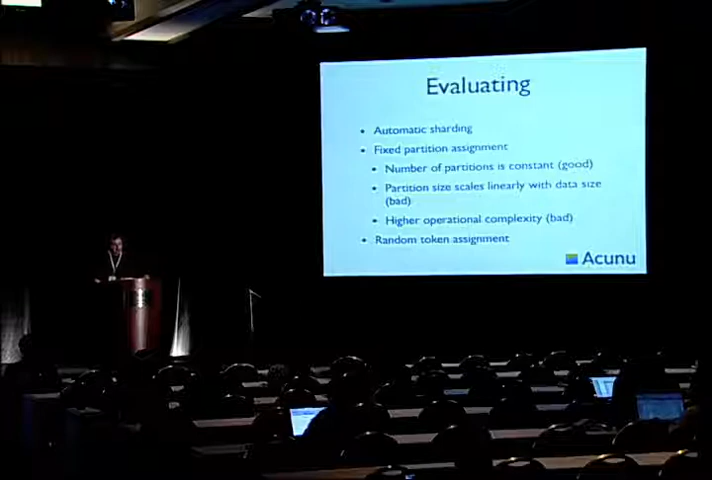 Evaluating
• Automatic sharding
• Fixed partition assignment
• Number of partitions is constant (good)
• Partition size scales linearly with data size
(bad)
• Higher operational complexity (bad)
• Random token assignment
Acunu